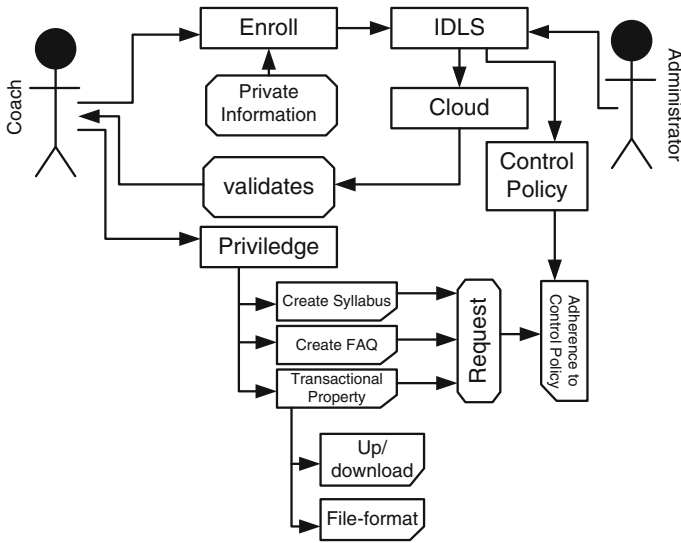 Coach
Enroll
IDLS
Administrator
Private
Information
Cloud
Control
Policy
validates
Priviledge
Create Syllabus
Create FAQ
Transactional
Property
Request
Adherence to
Control Policy
Up/
download
File-format